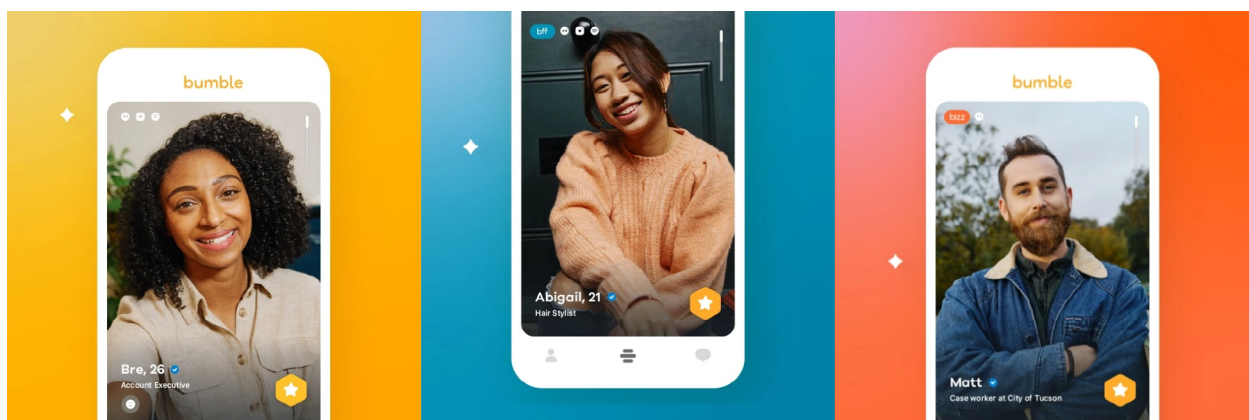 bumble
Bre, 26
Account Executive
bff
Abigail, 21
Hair Stylist
bumble
bizz
Matt
Case worker at City of Tucson